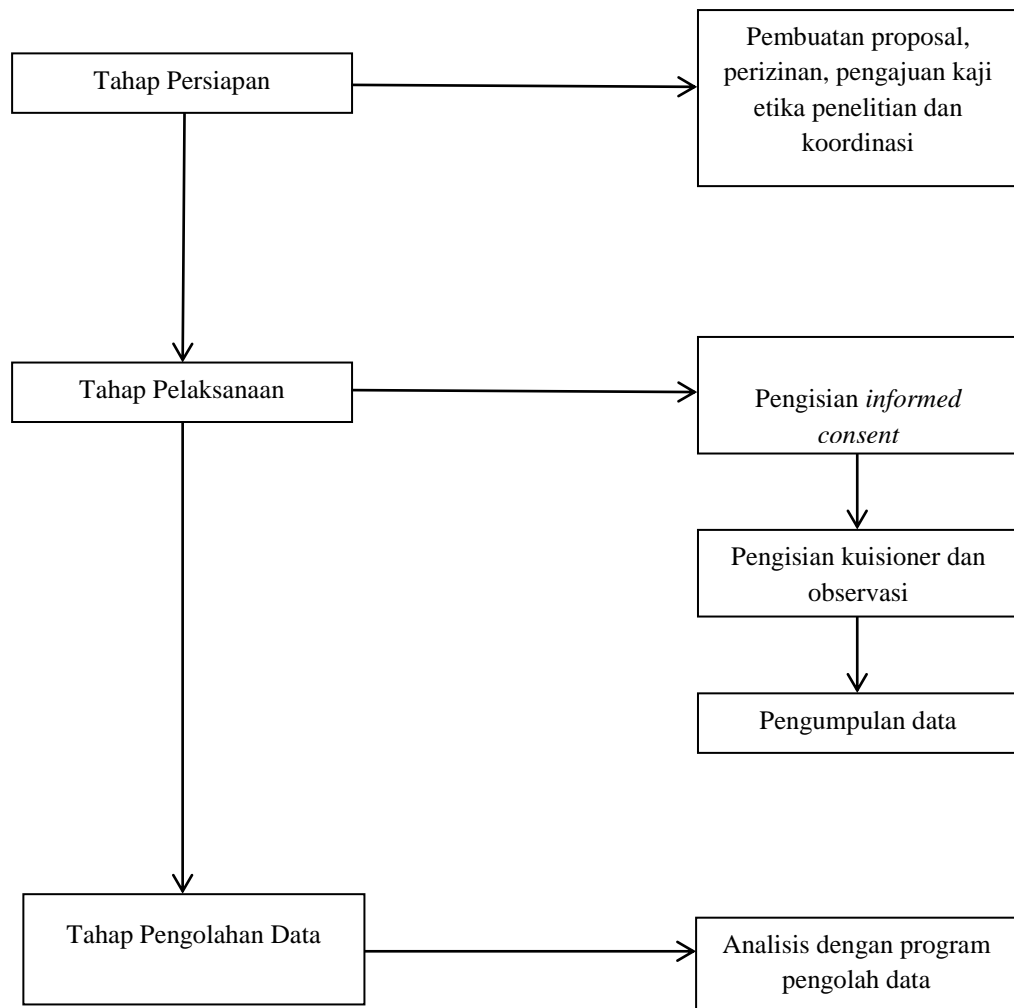 Tahap Persiapan
Pembuatan proposal,
perizinan, pengajuan kaji
etika penelitian dan
koordinasi
Tahap Pelaksanaan
Pengisian informed
consent
Pengisian kuisioner dan
observasi
Pengumpulan data
Tahap Pengolahan Data
Analisis dengan program
pengolah data